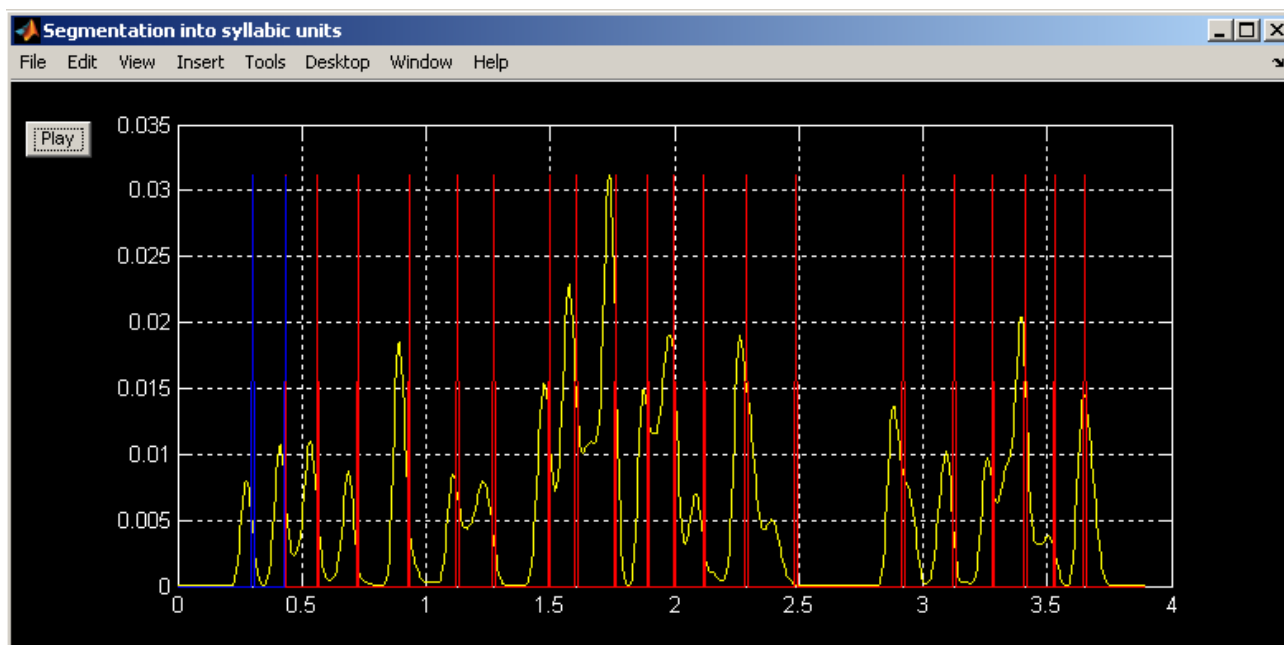 Segmentation into syllabic units
File Edit View Insert Tools Desktop Window Help
Play
0.035
0.03
0.025
0.02
0.015
0.01
0.005
0
0 0.5 1 1.5 2 2.5 3 3.5 4